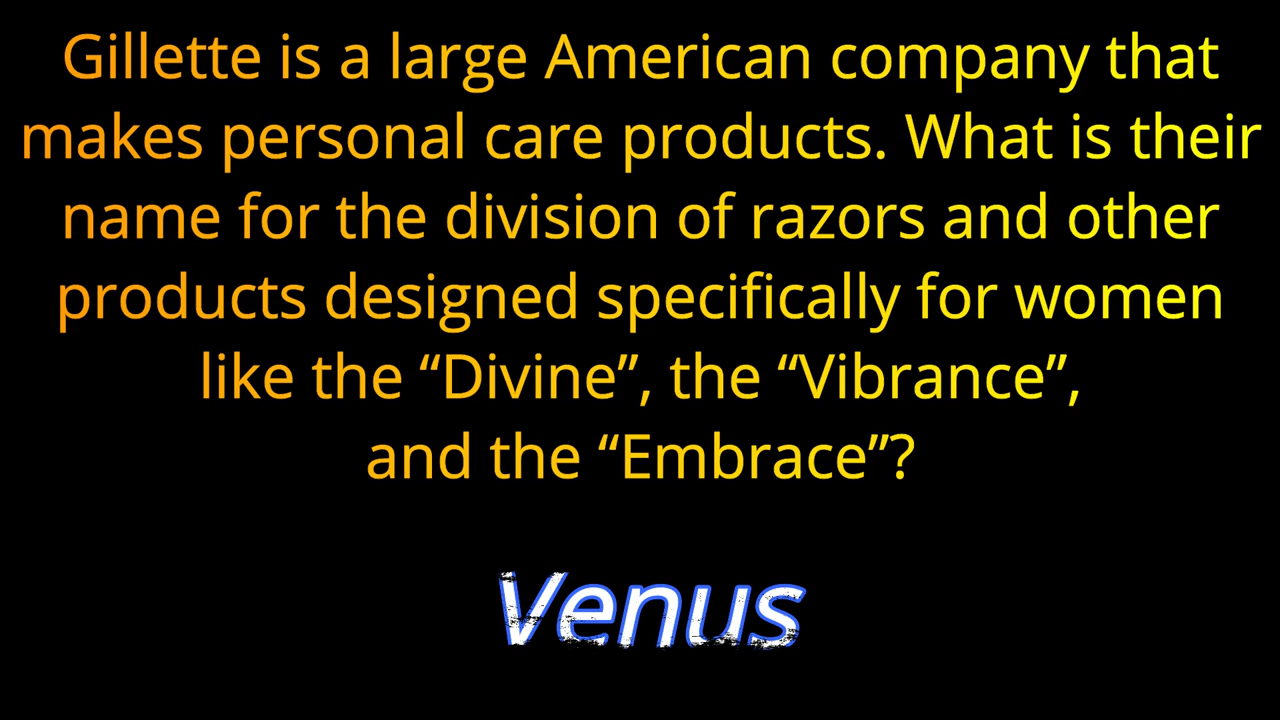 Gillette is a large American company that
makes personal care products. What is their
name for the division of razors and other
products designed specifically for women
like the “Divine”, the “Vibrance”,
and the “Embrace”?
Venus